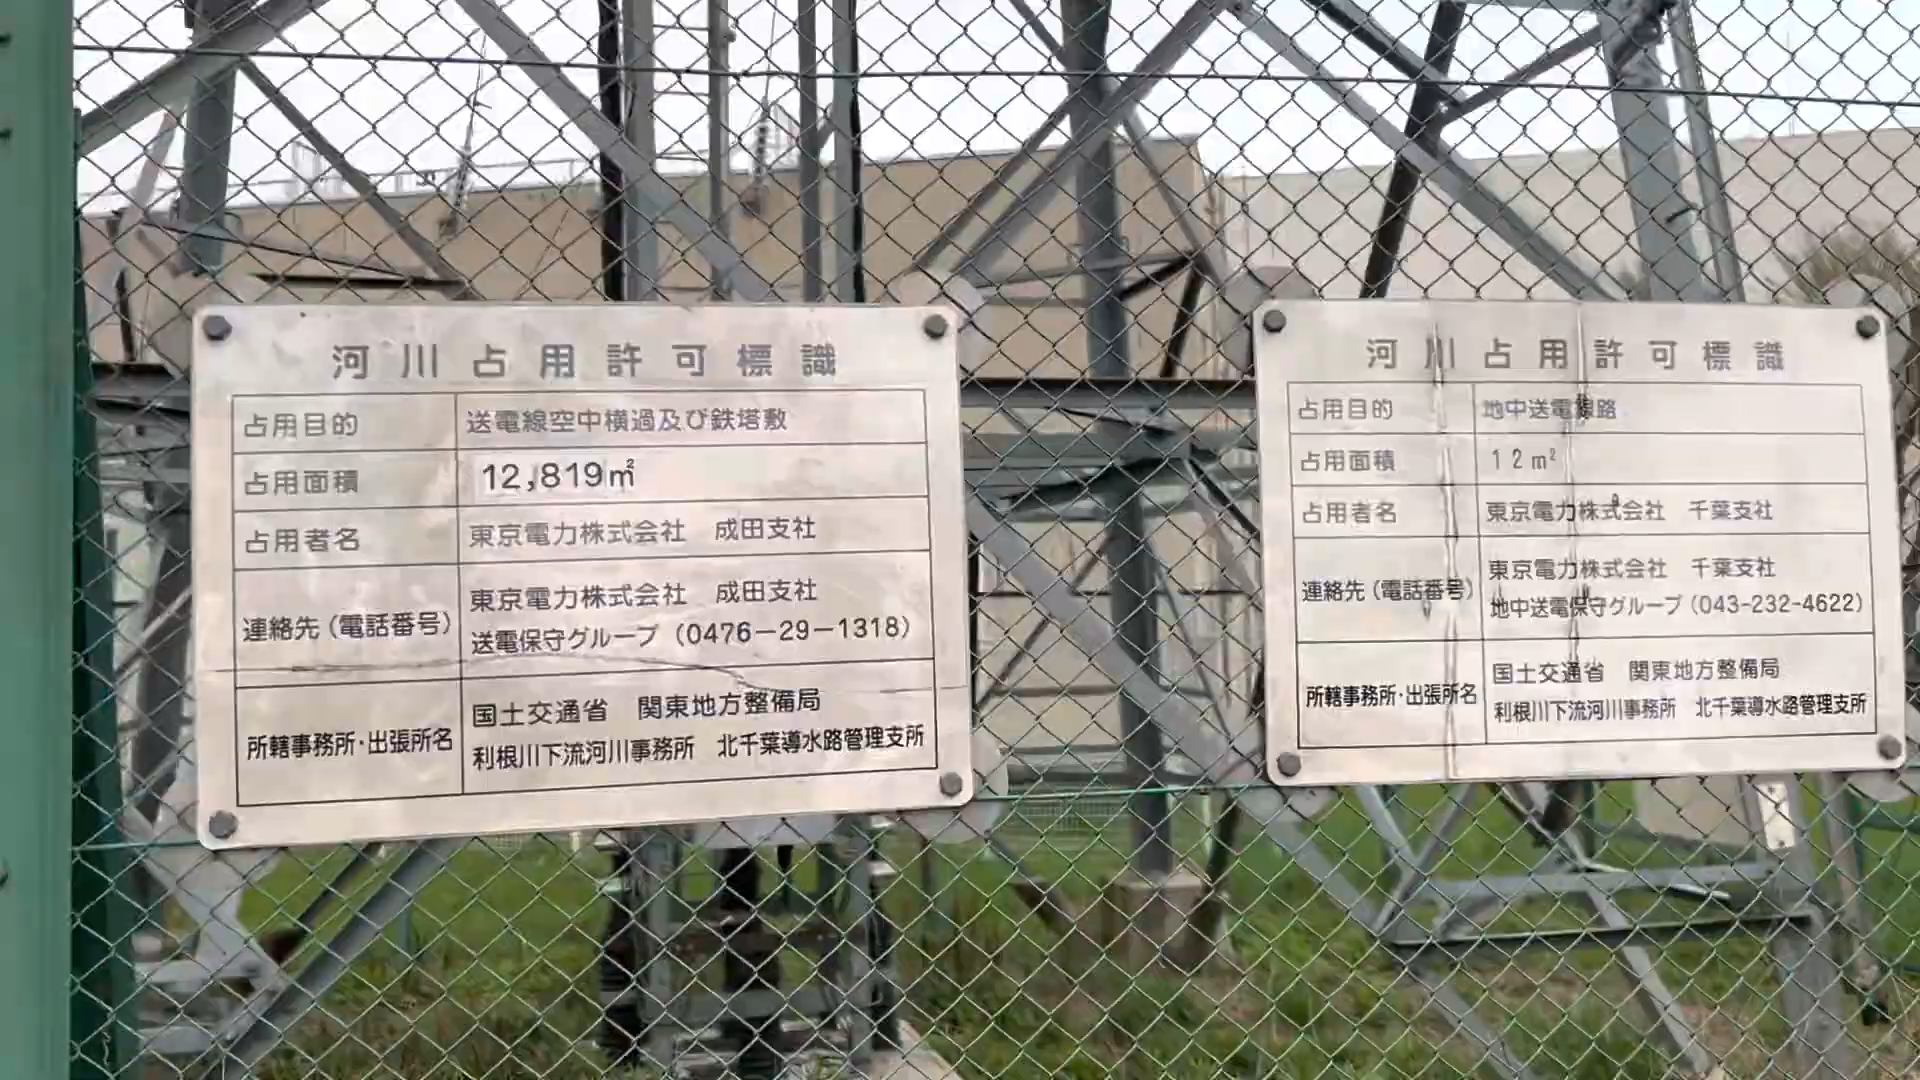 河川占用許可標識
占用目的 送電線空中横過及び鉄塔敷
占用面積 12,819㎡
占用者名 東京電力株式会社 成田支社
連絡先(電話番号) 東京電力株式会社 成田支社
送電保守グループ (0476-29-1318)
所轄事務所・出張所名 国土交通省 関東地方整備局
利根川下流河川事務所 北千葉導水路管理支所
河川占用許可標識
占用目的 地中送電線路
占用面積 12m²
占用者名 東京電力株式会社 千葉支社
連絡先(電話番号) 東京電力株式会社 千葉支社
地中送電保守グループ (043-232-4622)
所轄事務所・出張所名 国土交通省 関東地方整備局
利根川下流河川事務所 北千葉導水路管理支所